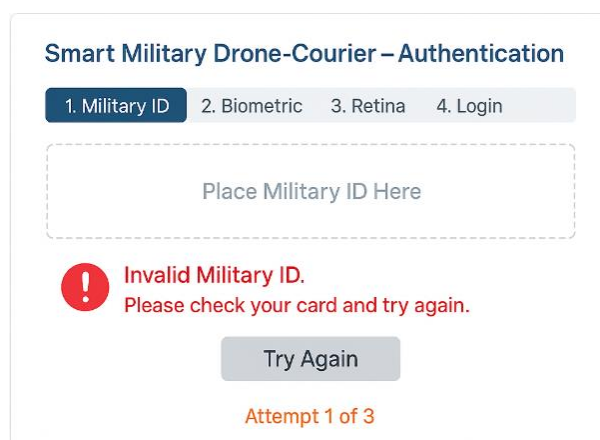 Smart Military Drone-Courier – Authentication
1. Military ID 2. Biometric 3. Retina 4. Login
Place Military ID Here
Invalid Military ID.
Please check your card and try again.
Try Again
Attempt 1 of 3